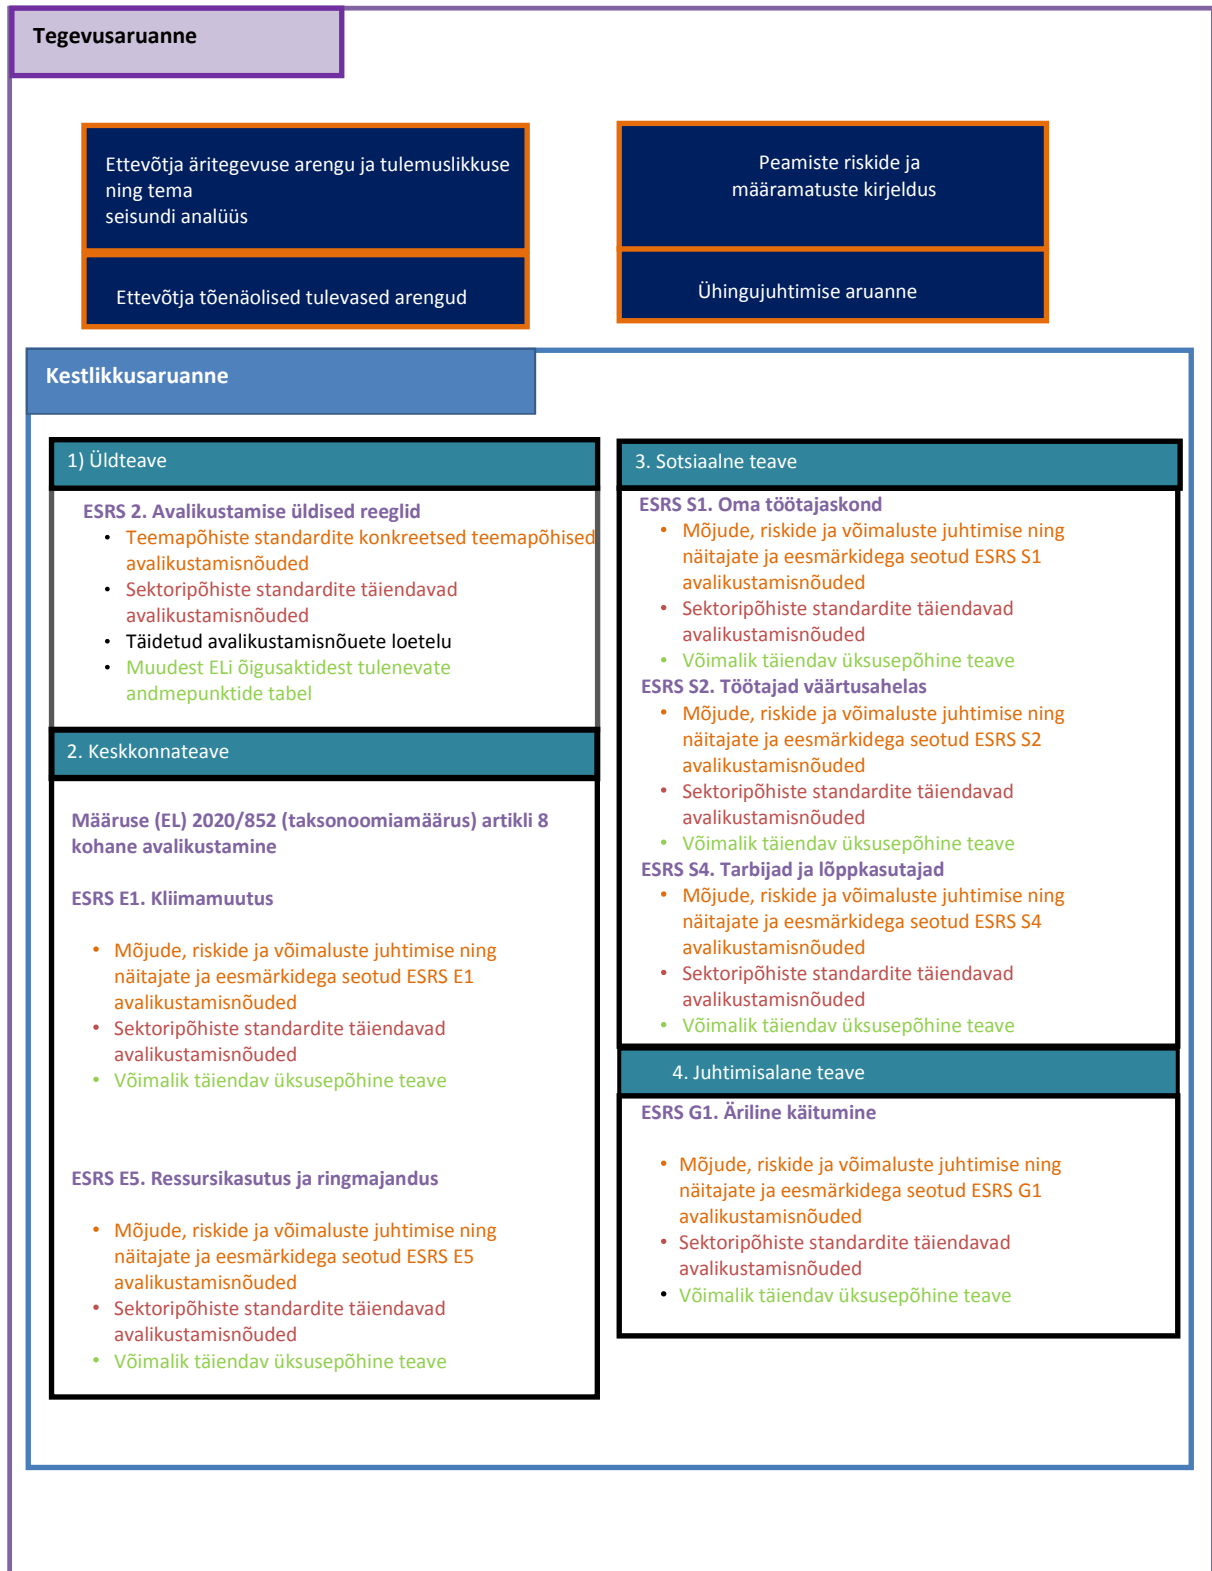 Tegevusaruanne
Ettevõtja äritegevuse arengu ja tulemuslikkuse
ning tema
seisundi analüüs
Ettevõtja tõenäolised tulevased arengud
Peamiste riskide ja
määramatuste kirjeldus
Ühingujuhtimise aruanne
Kestlikkusaruanne
1) Üldteave
ESRS 2. Avalikustamise üldised reeglid
• Teemapõhiste standardite konkreetsed teemapõhised
avalikustamisnõuded
• Sektoripõhiste standardite täiendavad
avalikustamisnõuded
• Täidetud avalikustamisnõuete loetelu
• Muudest ELi õigusaktidest tulenevate
andmepunktide tabel
2. Keskkonnateave
Määruse (EL) 2020/852 (taksonoomiamäärus) artikli 8
kohane avalikustamine
ESRS E1. Kliimamuutus
• Mõjude, riskide ja võimaluste juhtimise ning
näitajate ja eesmärkidega seotud ESRS E1
avalikustamisnõuded
• Sektoripõhiste standardite täiendavad
avalikustamisnõuded
• Võimalik täiendav üksusepõhine teave
ESRS E5. Ressursikasutus ja ringmajandus
• Mõjude, riskide ja võimaluste juhtimise ning
näitajate ja eesmärkidega seotud ESRS E5
avalikustamisnõuded
• Sektoripõhiste standardite täiendavad
avalikustamisnõuded
• Võimalik täiendav üksusepõhine teave
3. Sotsiaalne teave
ESRS S1. Oma töötajaskond
• Mõjude, riskide ja võimaluste juhtimise ning
näitajate ja eesmärkidega seotud ESRS S1
avalikustamisnõuded
• Sektoripõhiste standardite täiendavad
avalikustamisnõuded
• Võimalik täiendav üksusepõhine teave
ESRS S2. Töötajad väärtusahelas
• Mõjude, riskide ja võimaluste juhtimise ning
näitajate ja eesmärkidega seotud ESRS S2
avalikustamisnõuded
• Sektoripõhiste standardite täiendavad
avalikustamisnõuded
• Võimalik täiendav üksusepõhine teave
ESRS S4. Tarbijad ja lõppkasutajad
• Mõjude, riskide ja võimaluste juhtimise ning
näitajate ja eesmärkidega seotud ESRS S4
avalikustamisnõuded
• Sektoripõhiste standardite täiendavad
avalikustamisnõuded
• Võimalik täiendav üksusepõhine teave
4. Juhtimisalane teave
ESRS G1. Äriline käitumine
• Mõjude, riskide ja võimaluste juhtimise ning
näitajate ja eesmärkidega seotud ESRS G1
avalikustamisnõuded
• Sektoripõhiste standardite täiendavad
avalikustamisnõuded
• Võimalik täiendav üksusepõhine teave